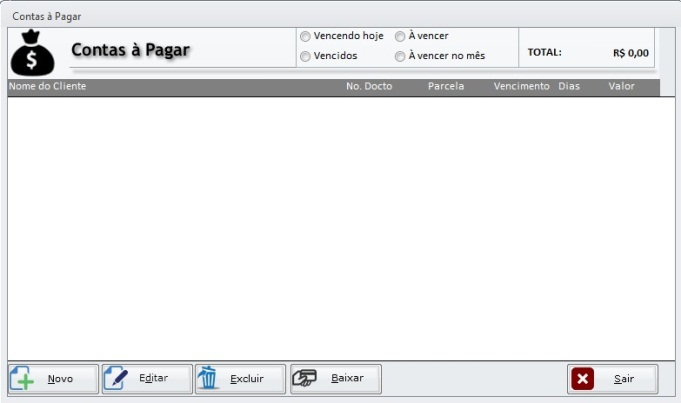 Contas à Pagar
$ Contas à Pagar
Vencendo hoje À vencer
Vencidos À vencer no mês
TOTAL: R$ 0,00
Nome do Cliente No. Docto Parcela Vencimento Dias Valor
Novo Editar Excluir Baixar Sair